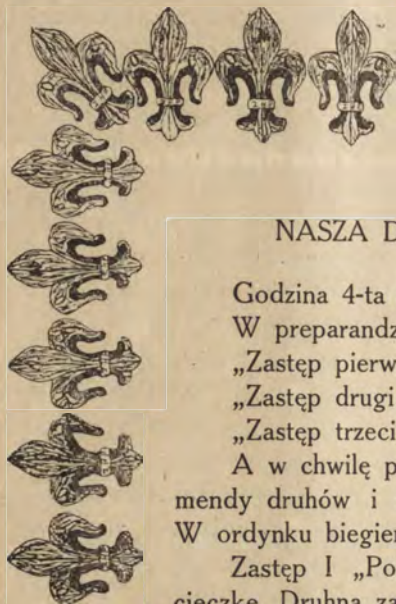 NASZA D
Godzina 4-ta
W preparandz
„Zastęp pierw
„Zastęp drugi
„Zastęp trzeci
A w chwilę p
mendy druhów i
W ordynku biegien
Zastęp I „Po
cieczkę. Druhna za